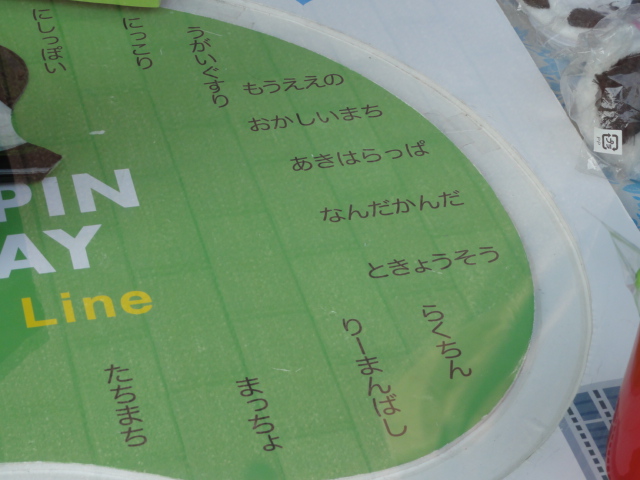 にしっぽい
にっこり
うがいぐすり
もうええの
おかしいまち
あきはらっぱ
なんだかんだ
ときょうそう
らくちん
りーまんばし
まっちょ
たちまち
PIN
AY
Line